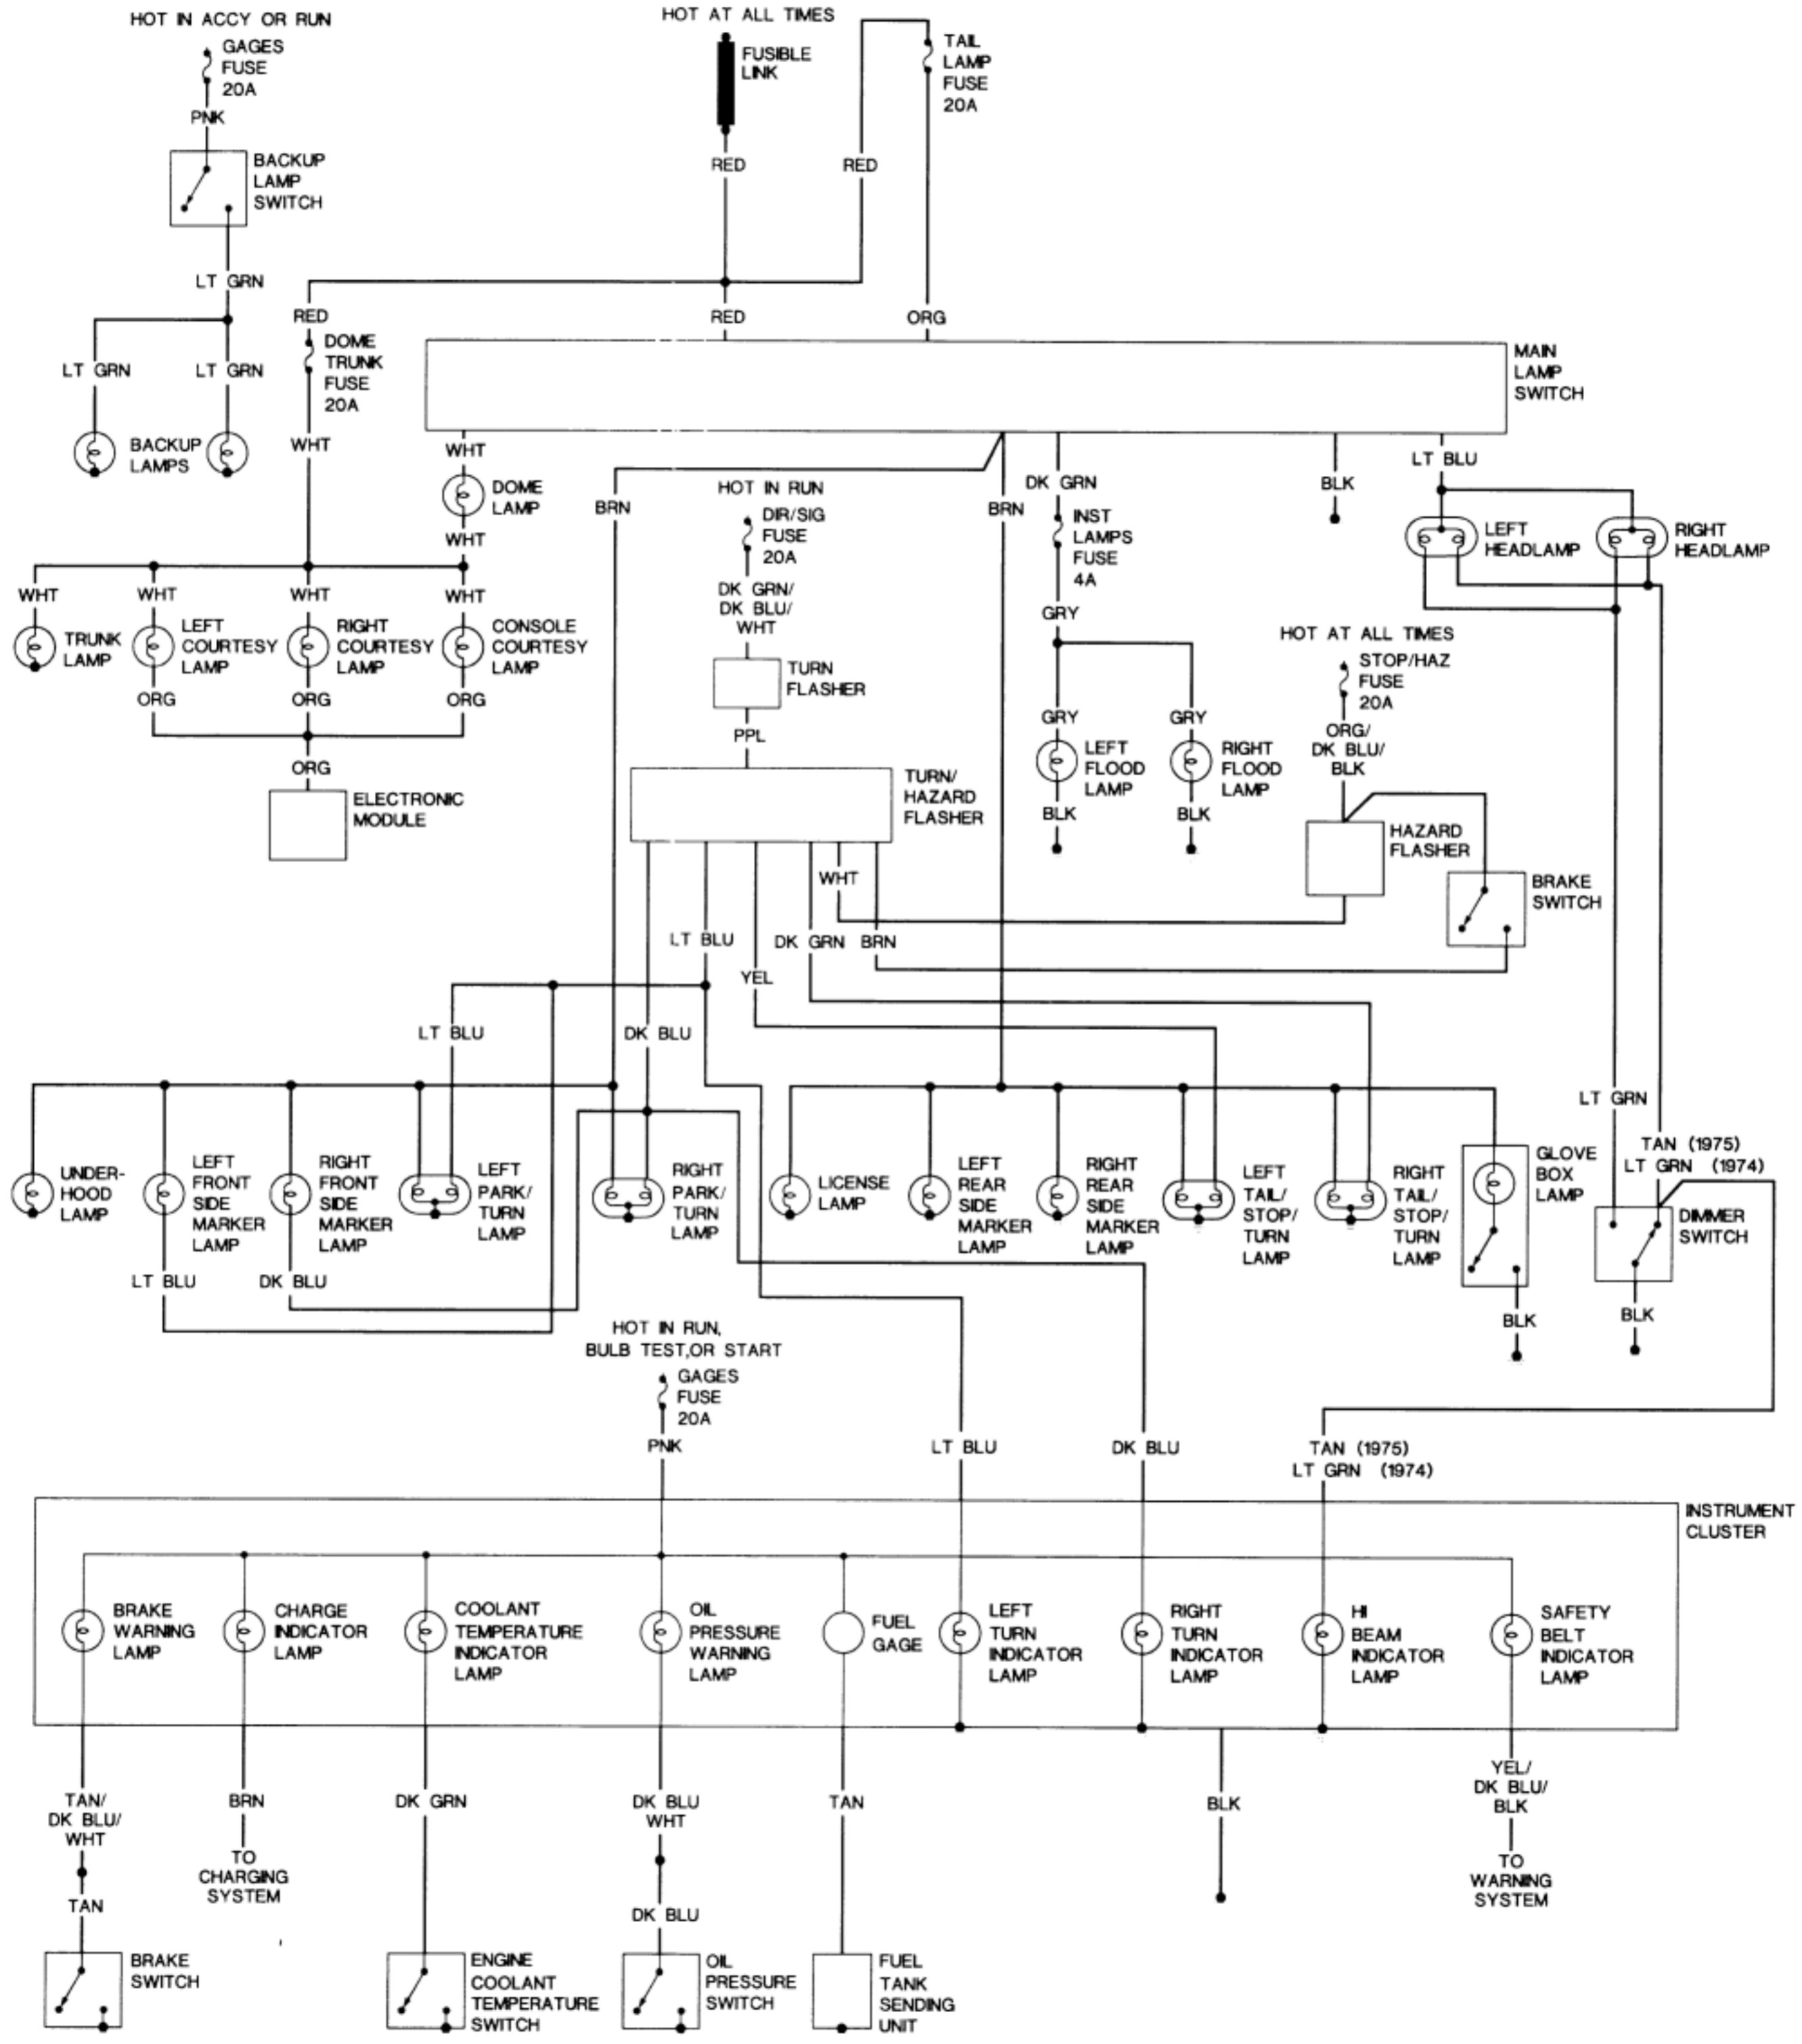 HOT IN ACCY OR RUN
GAGES
FUSE
20A
PNK
BACKUP
LAMP
SWITCH
LT GRN
LT GRN
LT GRN
BACKUP
LAMPS
HOT AT ALL TIMES
FUSIBLE
LINK
TAIL
LAMP
FUSE
20A
RED
RED
RED
RED
ORG
DOME
TRUNK
FUSE
20A
WHT
MAIN
LAMP
SWITCH
WHT
DOME
LAMP
WHT
WHT
WHT
WHT
WHT
TRUNK
LAMP
LEFT
COURTESY
LAMP
RIGHT
COURTESY
LAMP
CONSOLE
COURTESY
LAMP
ORG
ORG
ORG
ORG
ELECTRONIC
MODULE
BRN
HOT IN RUN
DIR/SIG
FUSE
20A
DK GRN/
DK BLU/
WHT
TURN
FLASHER
PPL
TURN/
HAZARD
FLASHER
BRN
DK GRN
INST
LAMPS
FUSE
4A
GRY
GRY
GRY
LEFT
FLOOD
LAMP
RIGHT
FLOOD
LAMP
BLK
BLK
BLK
LT BLU
LEFT
HEADLAMP
RIGHT
HEADLAMP
HOT AT ALL TIMES
STOP/HAZ
FUSE
20A
ORG/
DK BLU/
BLK
HAZARD
FLASHER
BRAKE
SWITCH
WHT
LT BLU
DK GRN
BRN
YEL
LT BLU
DK BLU
LT GRN
TAN (1975)
LT GRN (1974)
UNDER-
HOOD
LAMP
LEFT
FRONT
SIDE
MARKER
LAMP
RIGHT
FRONT
SIDE
MARKER
LAMP
LEFT
PARK/
TURN
LAMP
RIGHT
PARK/
TURN
LAMP
LICENSE
LAMP
LEFT
REAR
SIDE
MARKER
LAMP
RIGHT
REAR
SIDE
MARKER
LAMP
LEFT
TAIL/
STOP/
TURN
LAMP
RIGHT
TAIL/
STOP/
TURN
LAMP
GLOVE
BOX
LAMP
DIMMER
SWITCH
LT BLU
DK BLU
BLK
BLK
HOT IN RUN,
BULB TEST,OR START
GAGES
FUSE
20A
PNK
LT BLU
DK BLU
TAN (1975)
LT GRN (1974)
INSTRUMENT
CLUSTER
BRAKE
WARNING
LAMP
CHARGE
INDICATOR
LAMP
COOLANT
TEMPERATURE
INDICATOR
LAMP
OIL
PRESSURE
WARNING
LAMP
FUEL
GAGE
LEFT
TURN
INDICATOR
LAMP
RIGHT
TURN
INDICATOR
LAMP
HI
BEAM
INDICATOR
LAMP
SAFETY
BELT
INDICATOR
LAMP
TAN/
DK BLU/
WHT
BRN
DK GRN
DK BLU
WHT
TAN
BLK
YEL/
DK BLU/
BLK
TO
CHARGING
SYSTEM
TO
WARNING
SYSTEM
TAN
DK BLU
BRAKE
SWITCH
ENGINE
COOLANT
TEMPERATURE
SWITCH
OIL
PRESSURE
SWITCH
FUEL
TANK
SENDING
UNIT